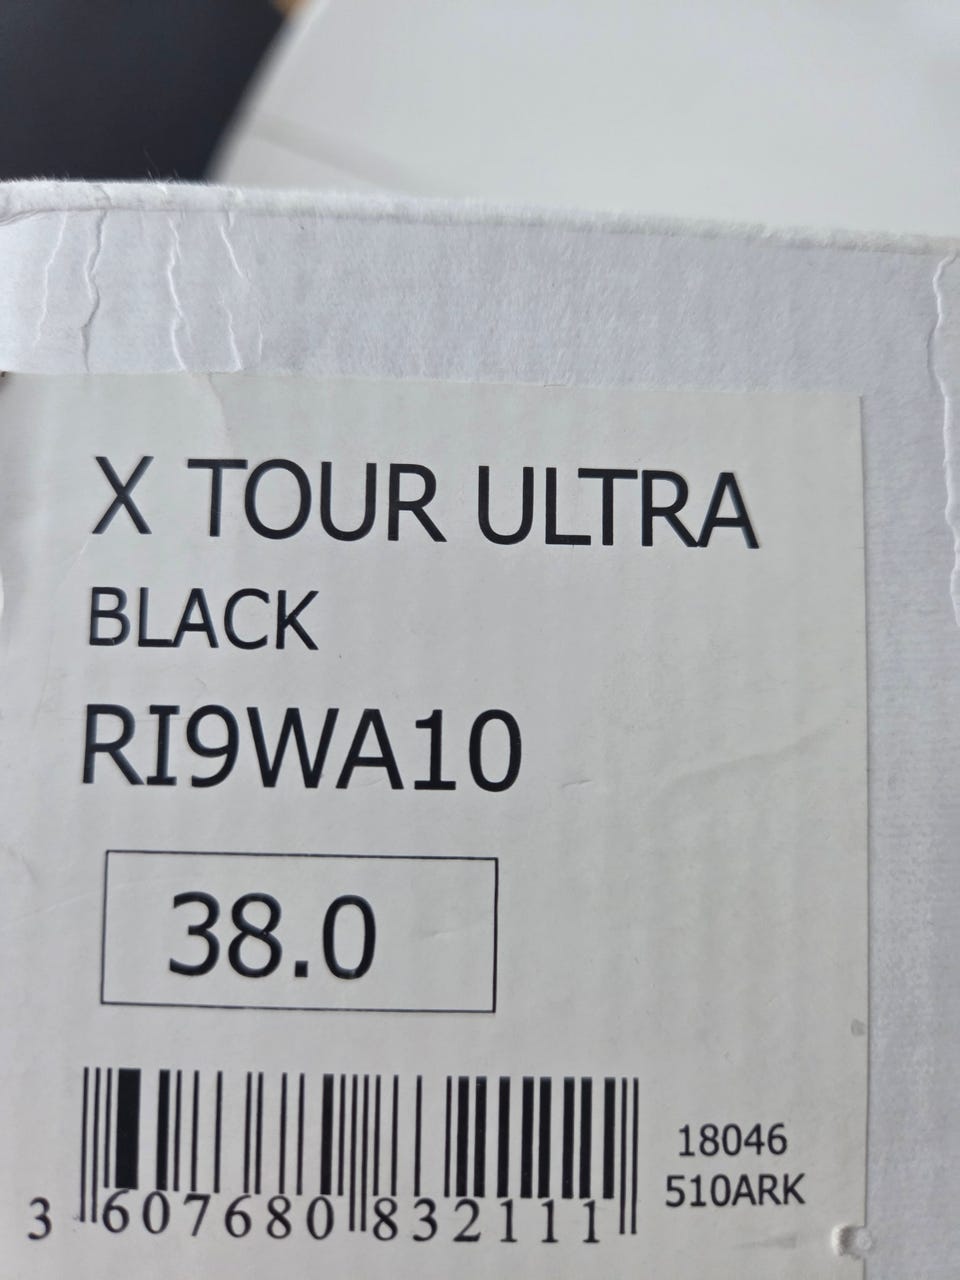 X TOUR ULTRA
BLACK
RI9WA10
38.0
18046
510ARK
3 607680 832111